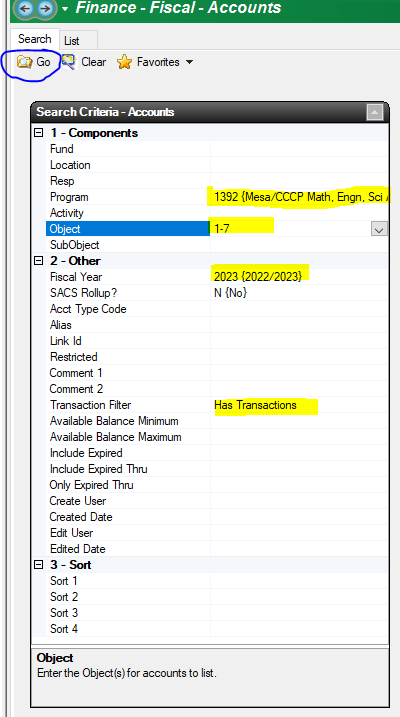 Finance - Fiscal - Accounts
Search List
Go Clear Favorites
Search Criteria - Accounts
1 - Components
Fund
Location
Resp
Program 1392 {Mesa/CCCP Math, Engn, Sci /
Activity
Object 1-7
SubObject
2 - Other
Fiscal Year 2023 {2022/2023}
SACS Rollup? N {No}
Acct Type Code
Alias
Link Id
Restricted
Comment 1
Comment 2
Transaction Filter Has Transactions
Available Balance Minimum
Available Balance Maximum
Include Expired
Include Expired Thru
Only Expired Thru
Create User
Created Date
Edit User
Edited Date
3 - Sort
Sort 1
Sort 2
Sort 3
Sort 4
Object
Enter the Object(s) for accounts to list.